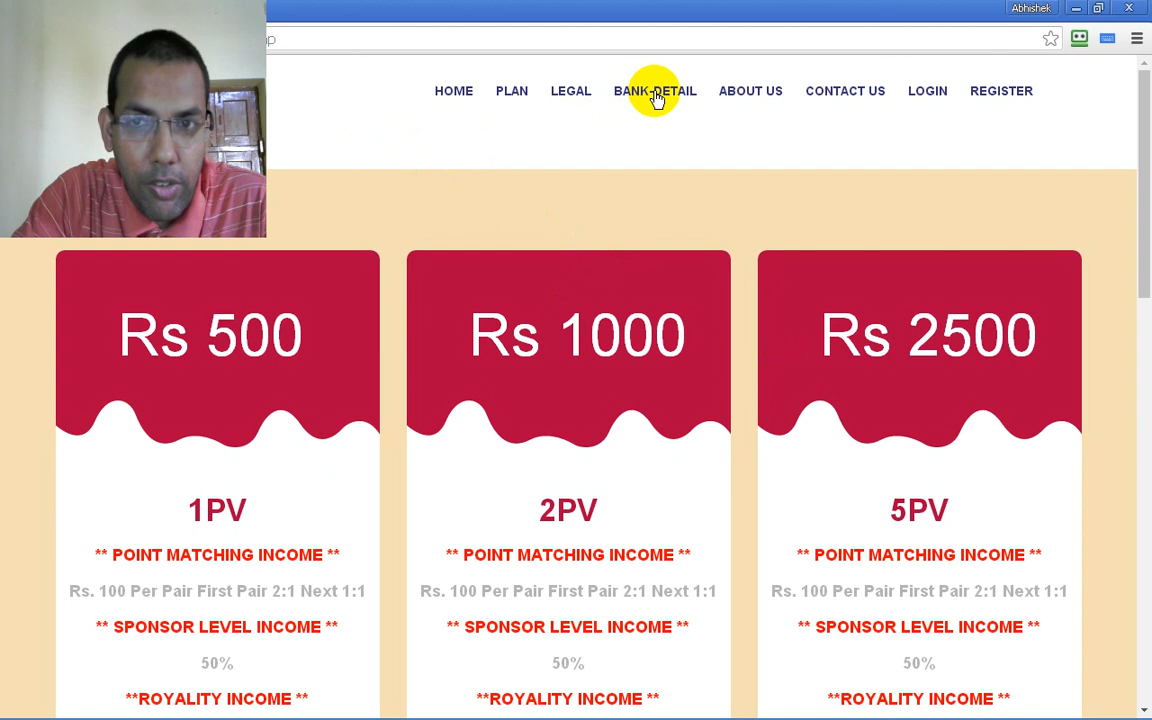 Abhishek
HOME PLAN LEGAL BANK-DETAIL ABOUT US CONTACT US LOGIN REGISTER
Rs 500
Rs 1000
Rs 2500
1PV
2PV
5PV
** POINT MATCHING INCOME **
** POINT MATCHING INCOME **
** POINT MATCHING INCOME **
Rs. 100 Per Pair First Pair 2:1 Next 1:1
Rs. 100 Per Pair First Pair 2:1 Next 1:1
Rs. 100 Per Pair First Pair 2:1 Next 1:1
** SPONSOR LEVEL INCOME **
** SPONSOR LEVEL INCOME **
** SPONSOR LEVEL INCOME **
50%
50%
50%
**ROYALITY INCOME **
**ROYALITY INCOME **
**ROYALITY INCOME **